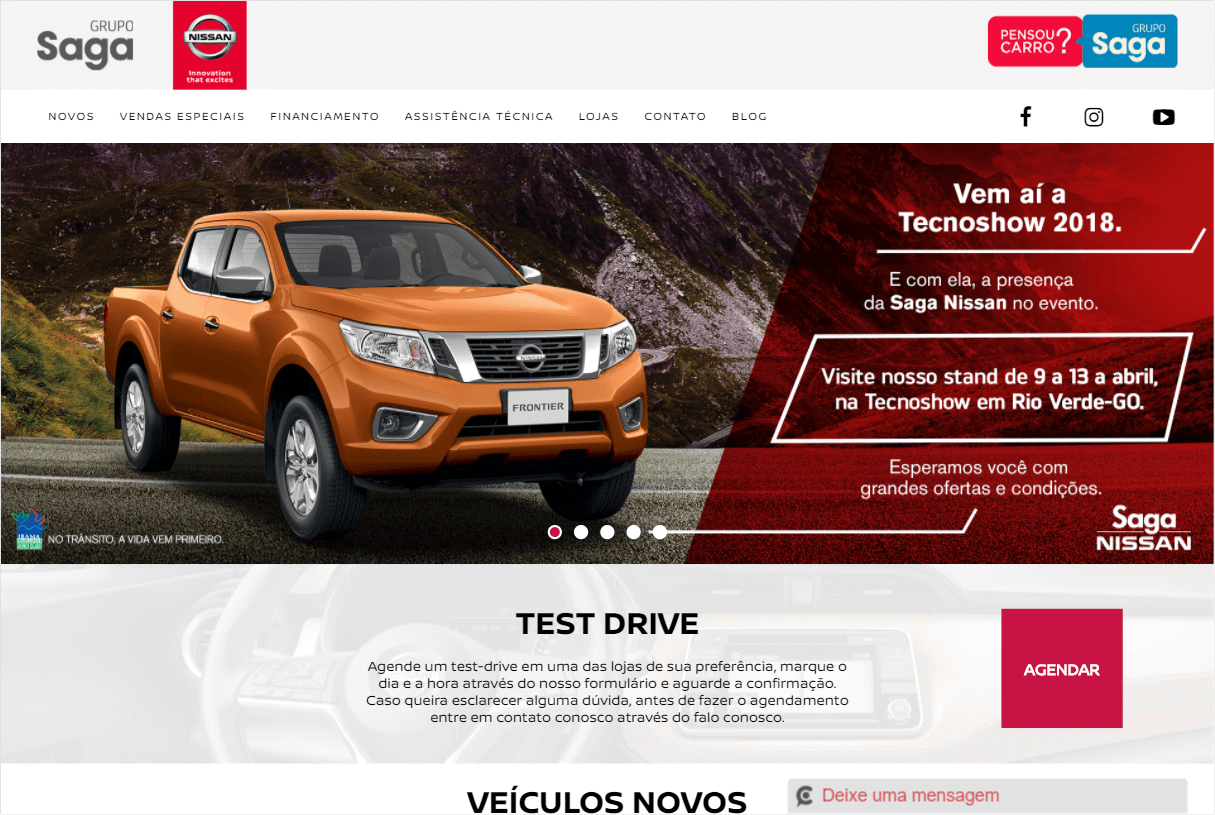 GRUPO
Saga
NISSAN
Innovation
that excites
PENSOU
CARRO?
GRUPO
Saga
NOVOS VENDAS ESPECIAIS FINANCIAMENTO ASSISTÊNCIA TÉCNICA LOJAS CONTATO BLOG
Vem aí a
Tecnoshow 2018.
E com ela, a presença
da Saga Nissan no evento.
Visite nosso stand de 9 a 13 a abril,
na Tecnoshow em Rio Verde-GO.
Esperamos você com
grandes ofertas e condições.
NISSAN
FRONTIER
IBAMA
NO TRÂNSITO, A VIDA VEM PRIMEIRO.
Saga
NISSAN
TEST DRIVE
Agende um test-drive em uma das lojas de sua preferência, marque o
dia e a hora através do nosso formulário e aguarde a confirmação.
Caso queira esclarecer alguma dúvida, antes de fazer o agendamento
entre em contato conosco através do falo conosco.
AGENDAR
VEÍCULOS NOVOS
Deixe uma mensagem